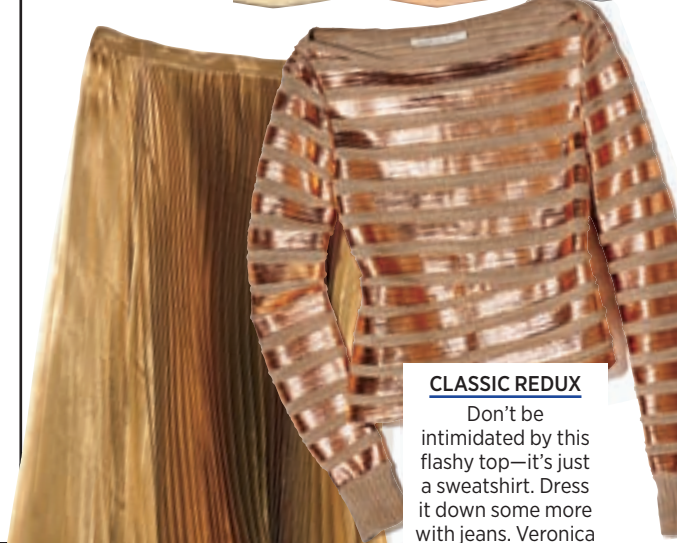 CLASSIC REDUX
Don't be
intimidated by this
flashy top—it's just
a sweatshirt. Dress
it down some more
with jeans. Veronica